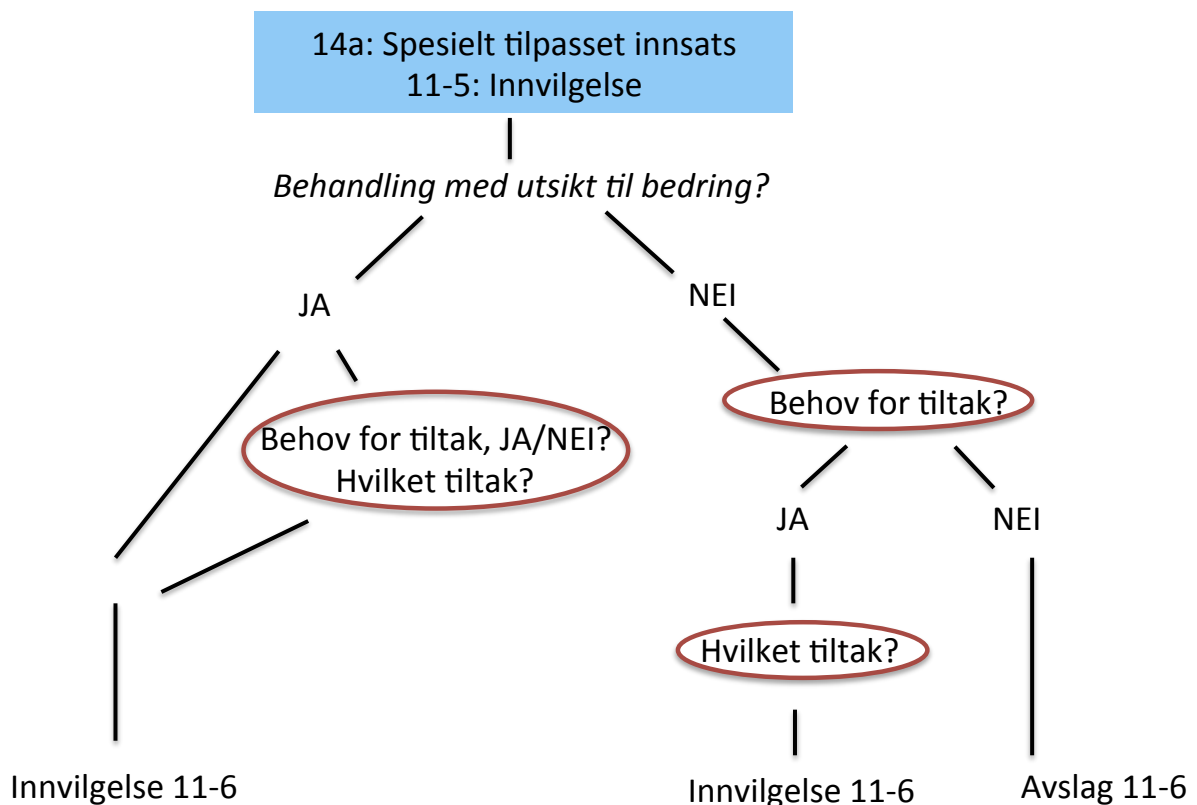 14a: Spesielt tilpasset innsats
11-5: Innvilgelse
Behandling med utsikt til bedring?
JA
NEI
Behov for tiltak, JA/NEI?
Hvilket tiltak?
Behov for tiltak?
JA
NEI
Hvilket tiltak?
Innvilgelse 11-6
Innvilgelse 11-6
Avslag 11-6